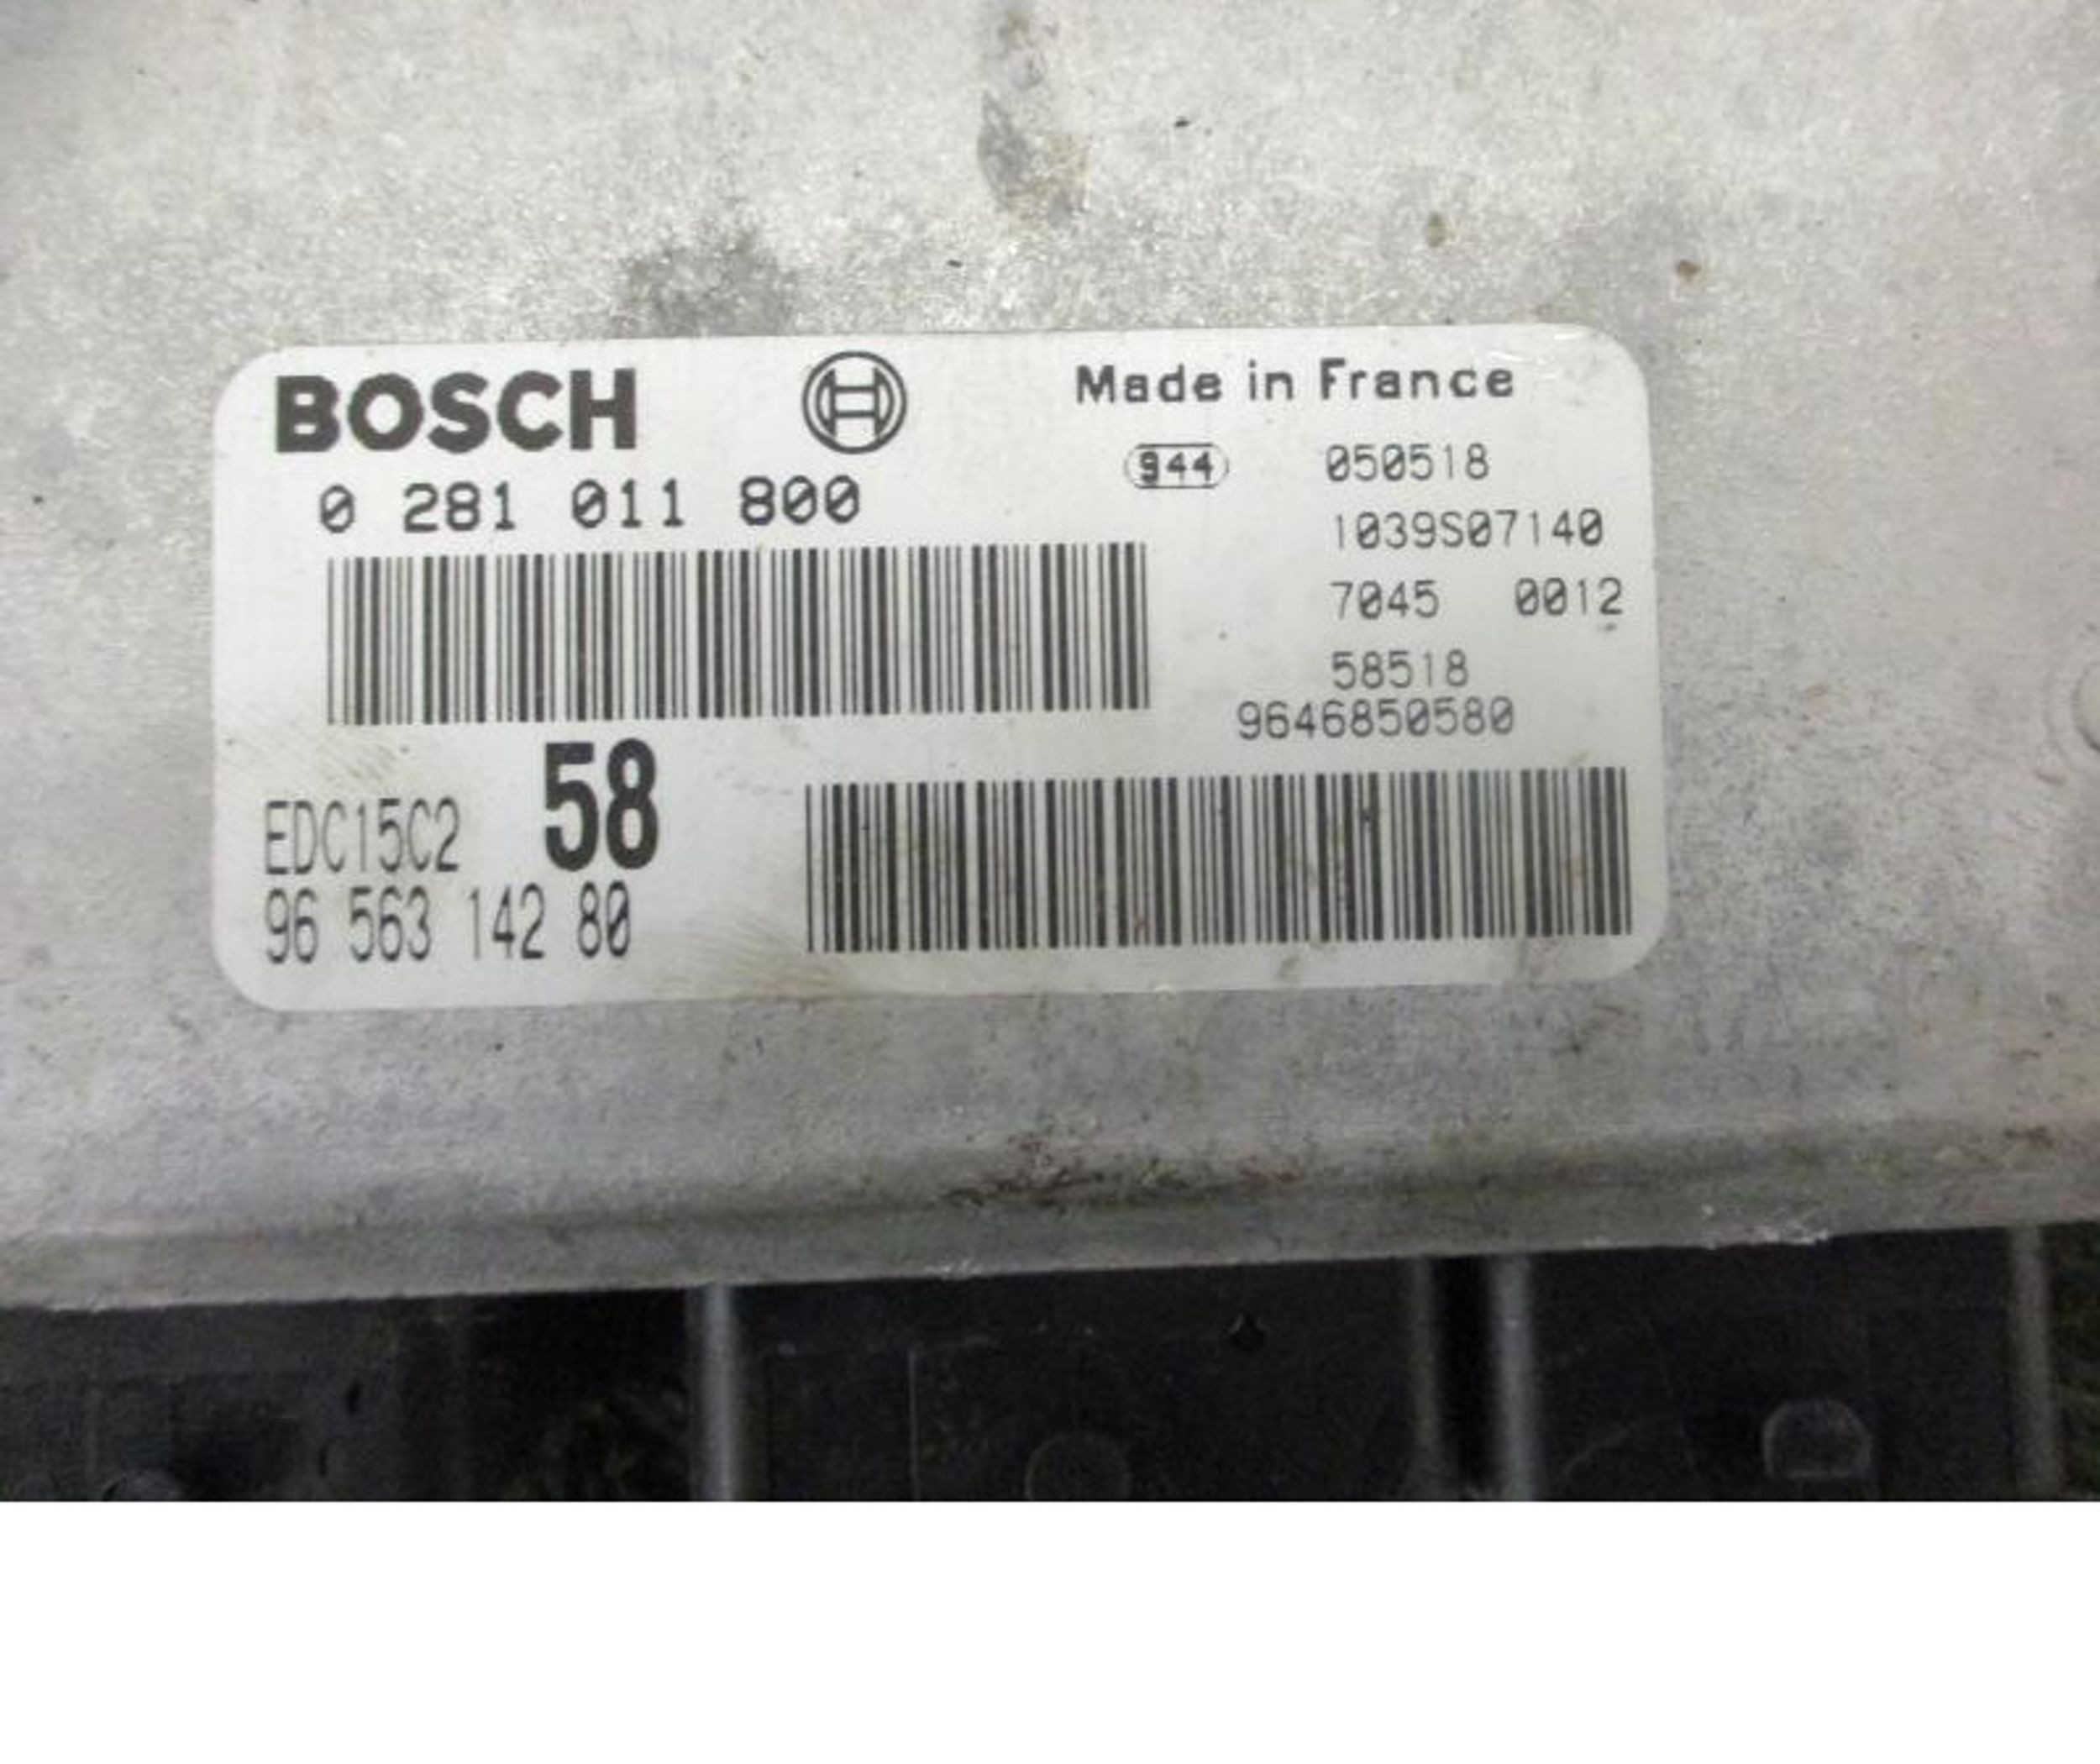 BOSCH
Made in France
0 281 011 800
944 050518
1039S07140
7045 0012
58518
9646850580
EDC15C2 58
96 563 142 80